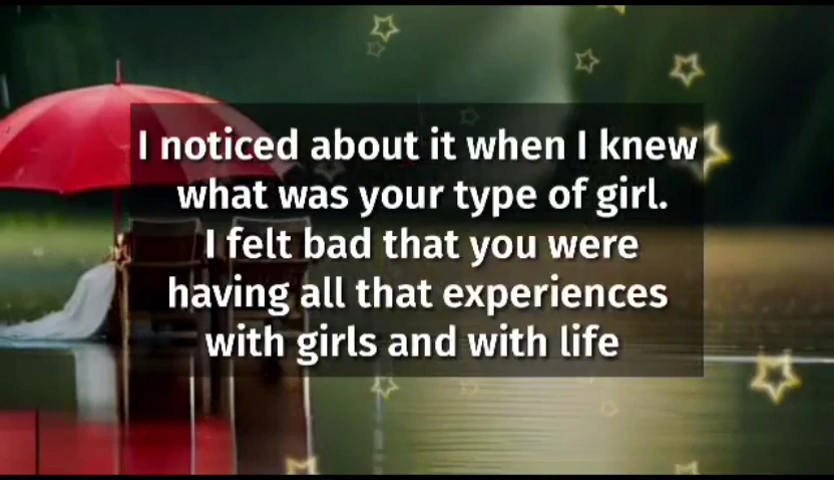 I noticed about it when I knew
what was your type of girl.
I felt bad that you were
having all that experiences
with girls and with life